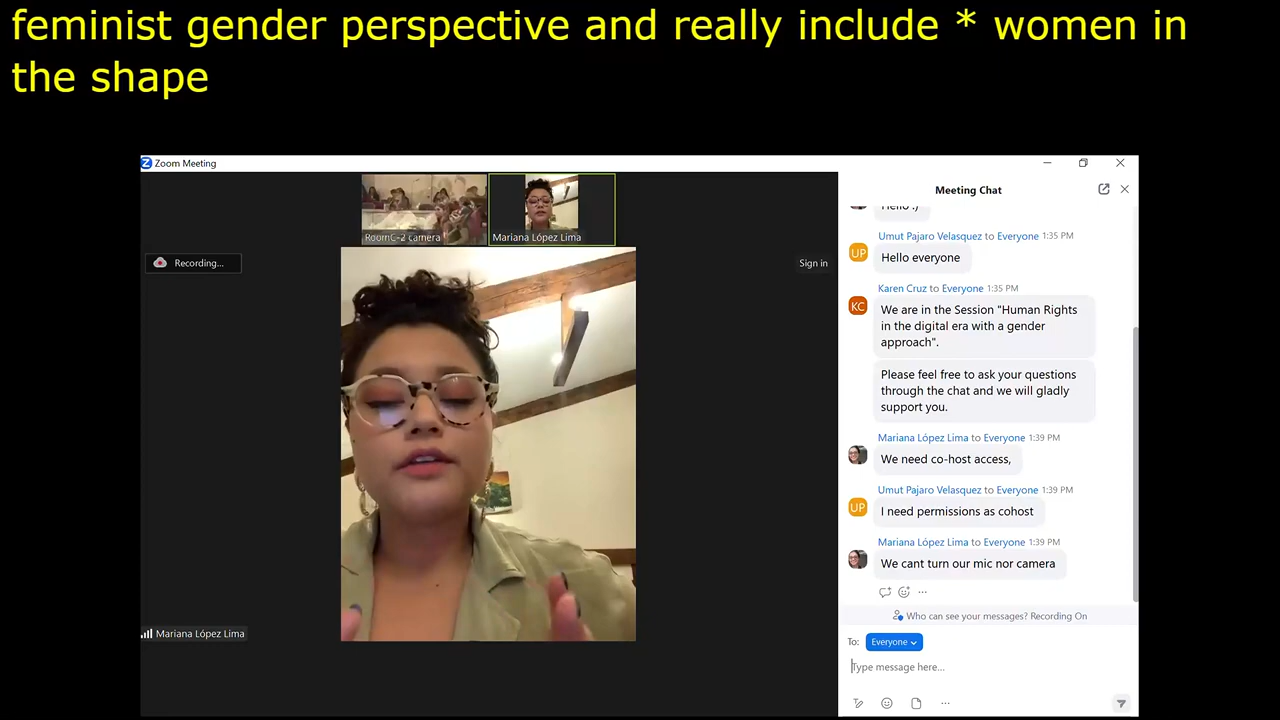 feminist gender perspective and really include * women in
the shape
Zoom Meeting
RoomC-2 camera
Mariana López Lima
Recording...
Sign in
Mariana López Lima
Meeting Chat
Hello :)
Umut Pajaro Velasquez to Everyone 1:35 PM
UP
Hello everyone
Karen Cruz to Everyone 1:35 PM
KC
We are in the Session "Human Rights
in the digital era with a gender
approach".
Please feel free to ask your questions
through the chat and we will gladly
support you.
Mariana López Lima to Everyone 1:39 PM
We need co-host access,
Umut Pajaro Velasquez to Everyone 1:39 PM
UP
I need permissions as cohost
Mariana López Lima to Everyone 1:39 PM
We cant turn our mic nor camera
Who can see your messages? Recording On
To: Everyone
Type message here...